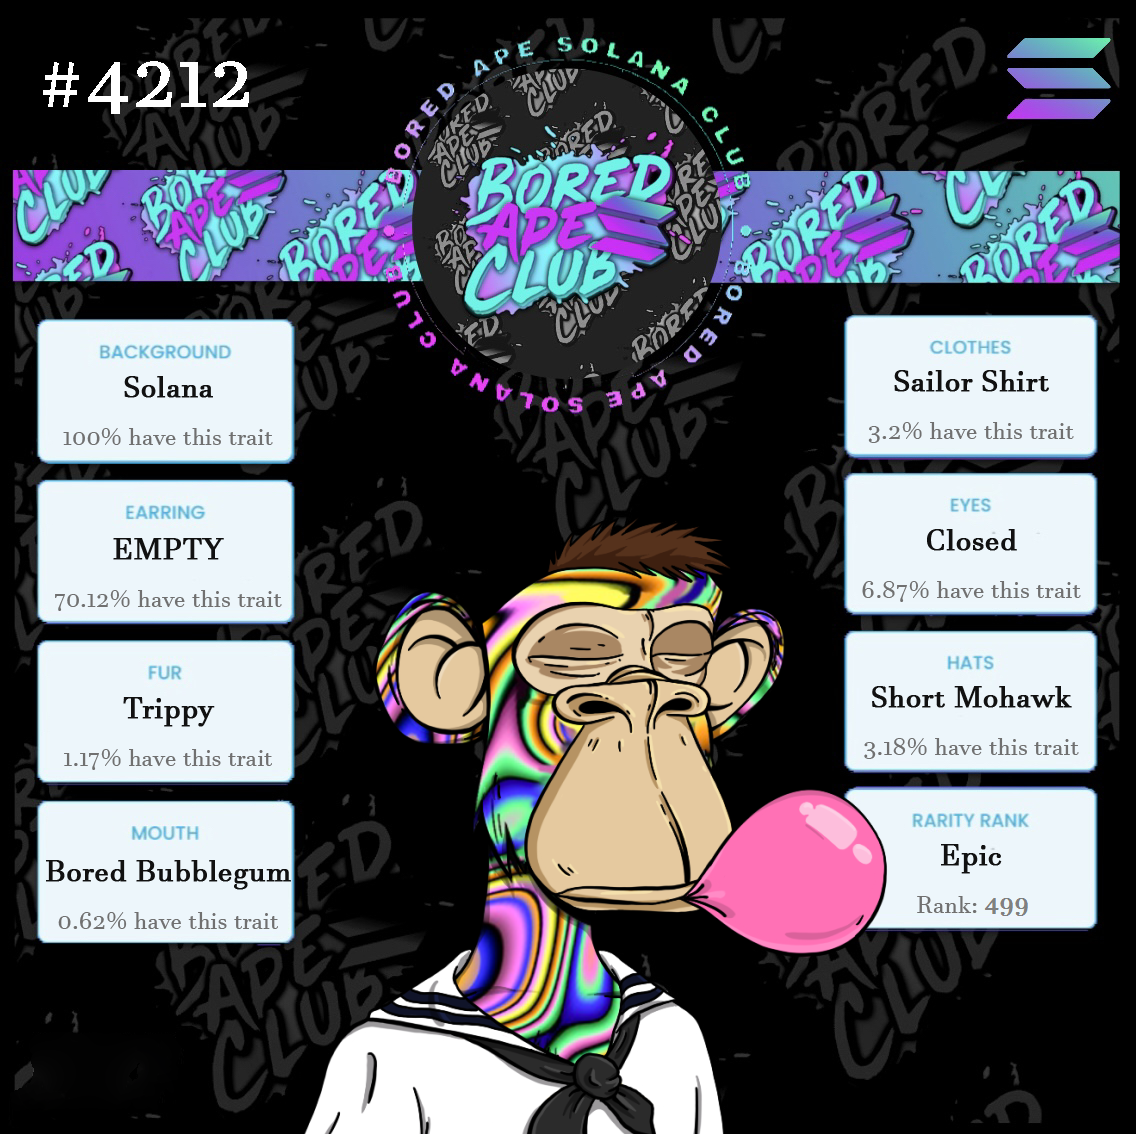 #4212
BORED APE SOLANA CLUB
BORED APE SOLANA CLUB
BORED
APE
CLUB
BACKGROUND
Solana
100% have this trait
EARRING
EMPTY
70.12% have this trait
FUR
Trippy
1.17% have this trait
MOUTH
Bored Bubblegum
0.62% have this trait
CLOTHES
Sailor Shirt
3.2% have this trait
EYES
Closed
6.87% have this trait
HATS
Short Mohawk
3.18% have this trait
RARITY RANK
Epic
Rank: 499